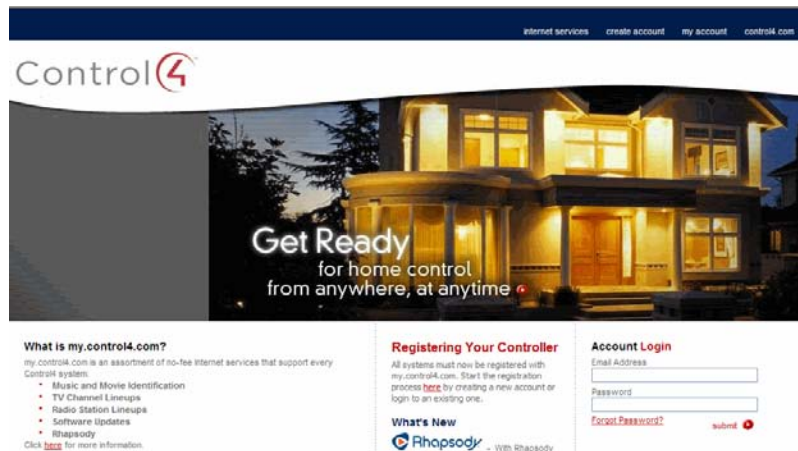 internet services create account my account control4.com
Control4
Get Ready
for home control
from anywhere, at anytime
What is my.control4.com?
my.control4.com is an assortment of no-fee Internet services that support every
Control4 system:
• Music and Movie Identification
• TV Channel Lineups
• Radio Station Lineups
• Software Updates
• Rhapsody
Click here for more information.
Registering Your Controller
All systems must now be registered with
my.control4.com. Start the registration
process here by creating a new account or
login to an existing one.
What's New
Rhapsody - With Rhapsody
Account Login
Email Address
Password
Forgot Password?
submit